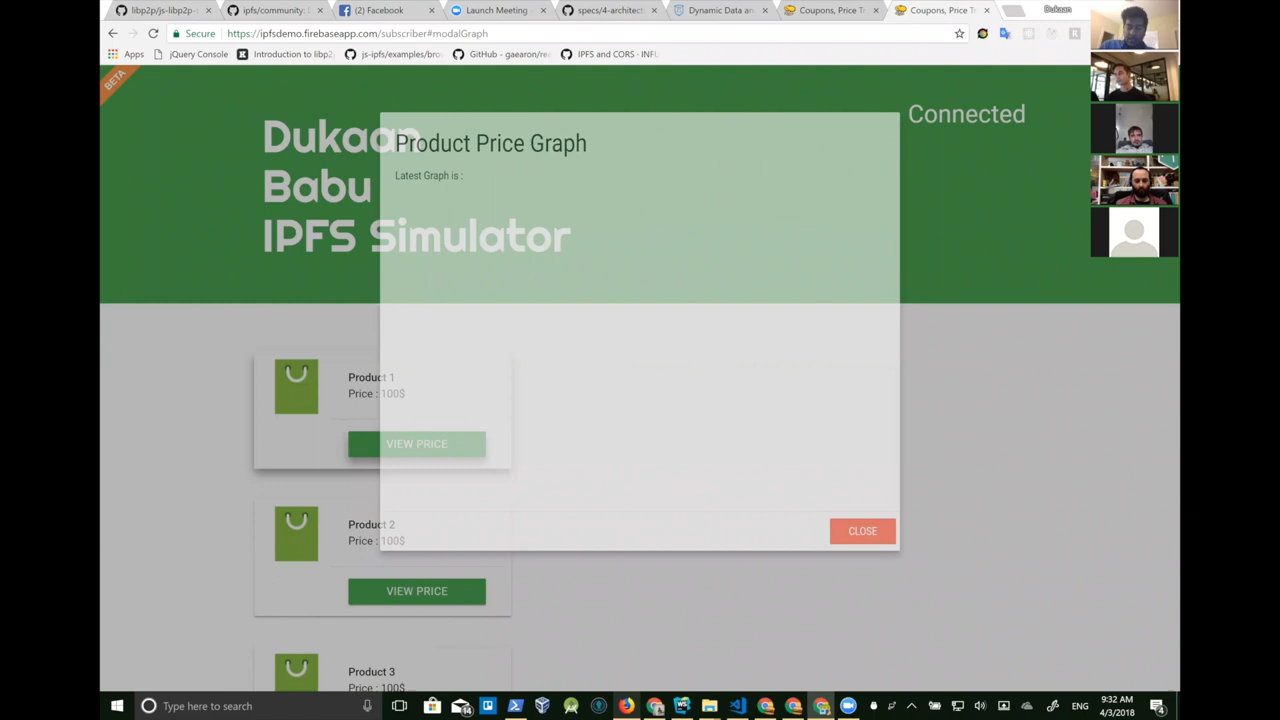 libp2p/js-libp2p-
ipfs/community: D
(2) Facebook
Launch Meeting -
specs/4-architect
Dynamic Data an
Coupons, Price Tr
Coupons, Price Tr
Dukaan
Secure
https://ipfsdemo.firebaseapp.com/subscriber#modalGraph
Apps
jQuery Console
Introduction to libp2
js-ipfs/examples/bro
GitHub - gaearon/re
IPFS and CORS · INFU
BETA
Dukaan
Babu
IPFS Simulator
Connected
Product Price Graph
Latest Graph is :
Product 1
Price : 100$
VIEW PRICE
Product 2
Price : 100$
VIEW PRICE
Product 3
Price : 100$
CLOSE
Type here to search
ENG
9:32 AM
4/3/2018